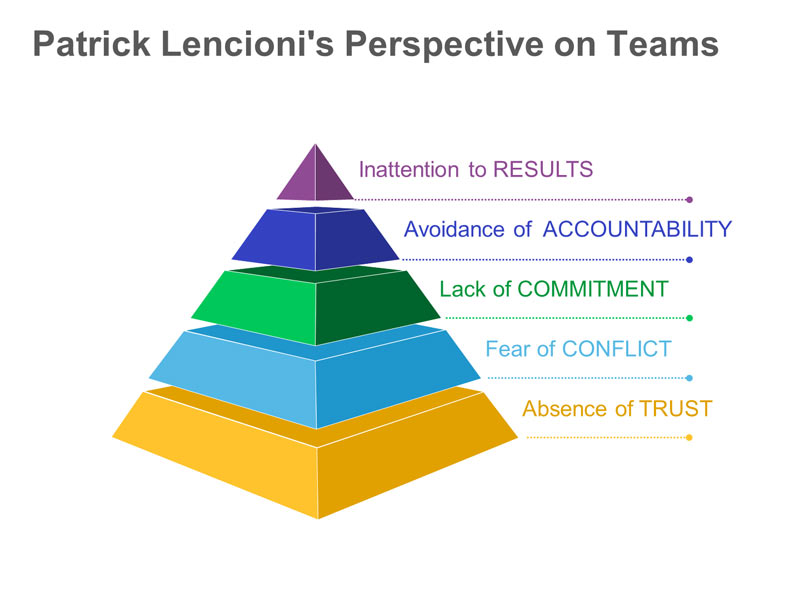 Patrick Lencioni's Perspective on Teams
Inattention to RESULTS
Avoidance of ACCOUNTABILITY
Lack of COMMITMENT
Fear of CONFLICT
Absence of TRUST